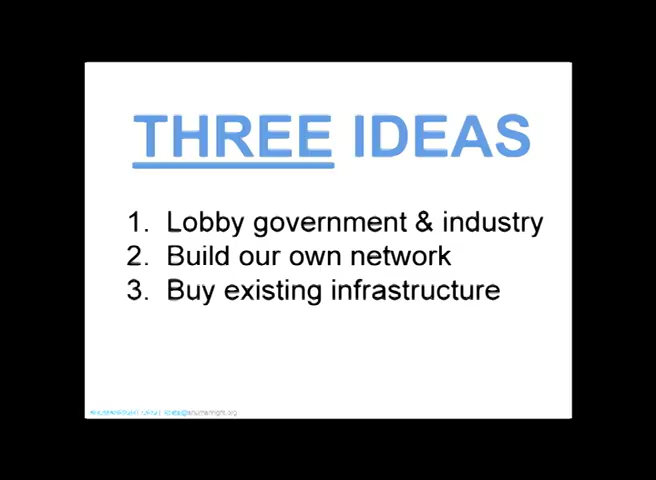 THREE IDEAS
1. Lobby government & industry
2. Build our own network
3. Buy existing infrastructure